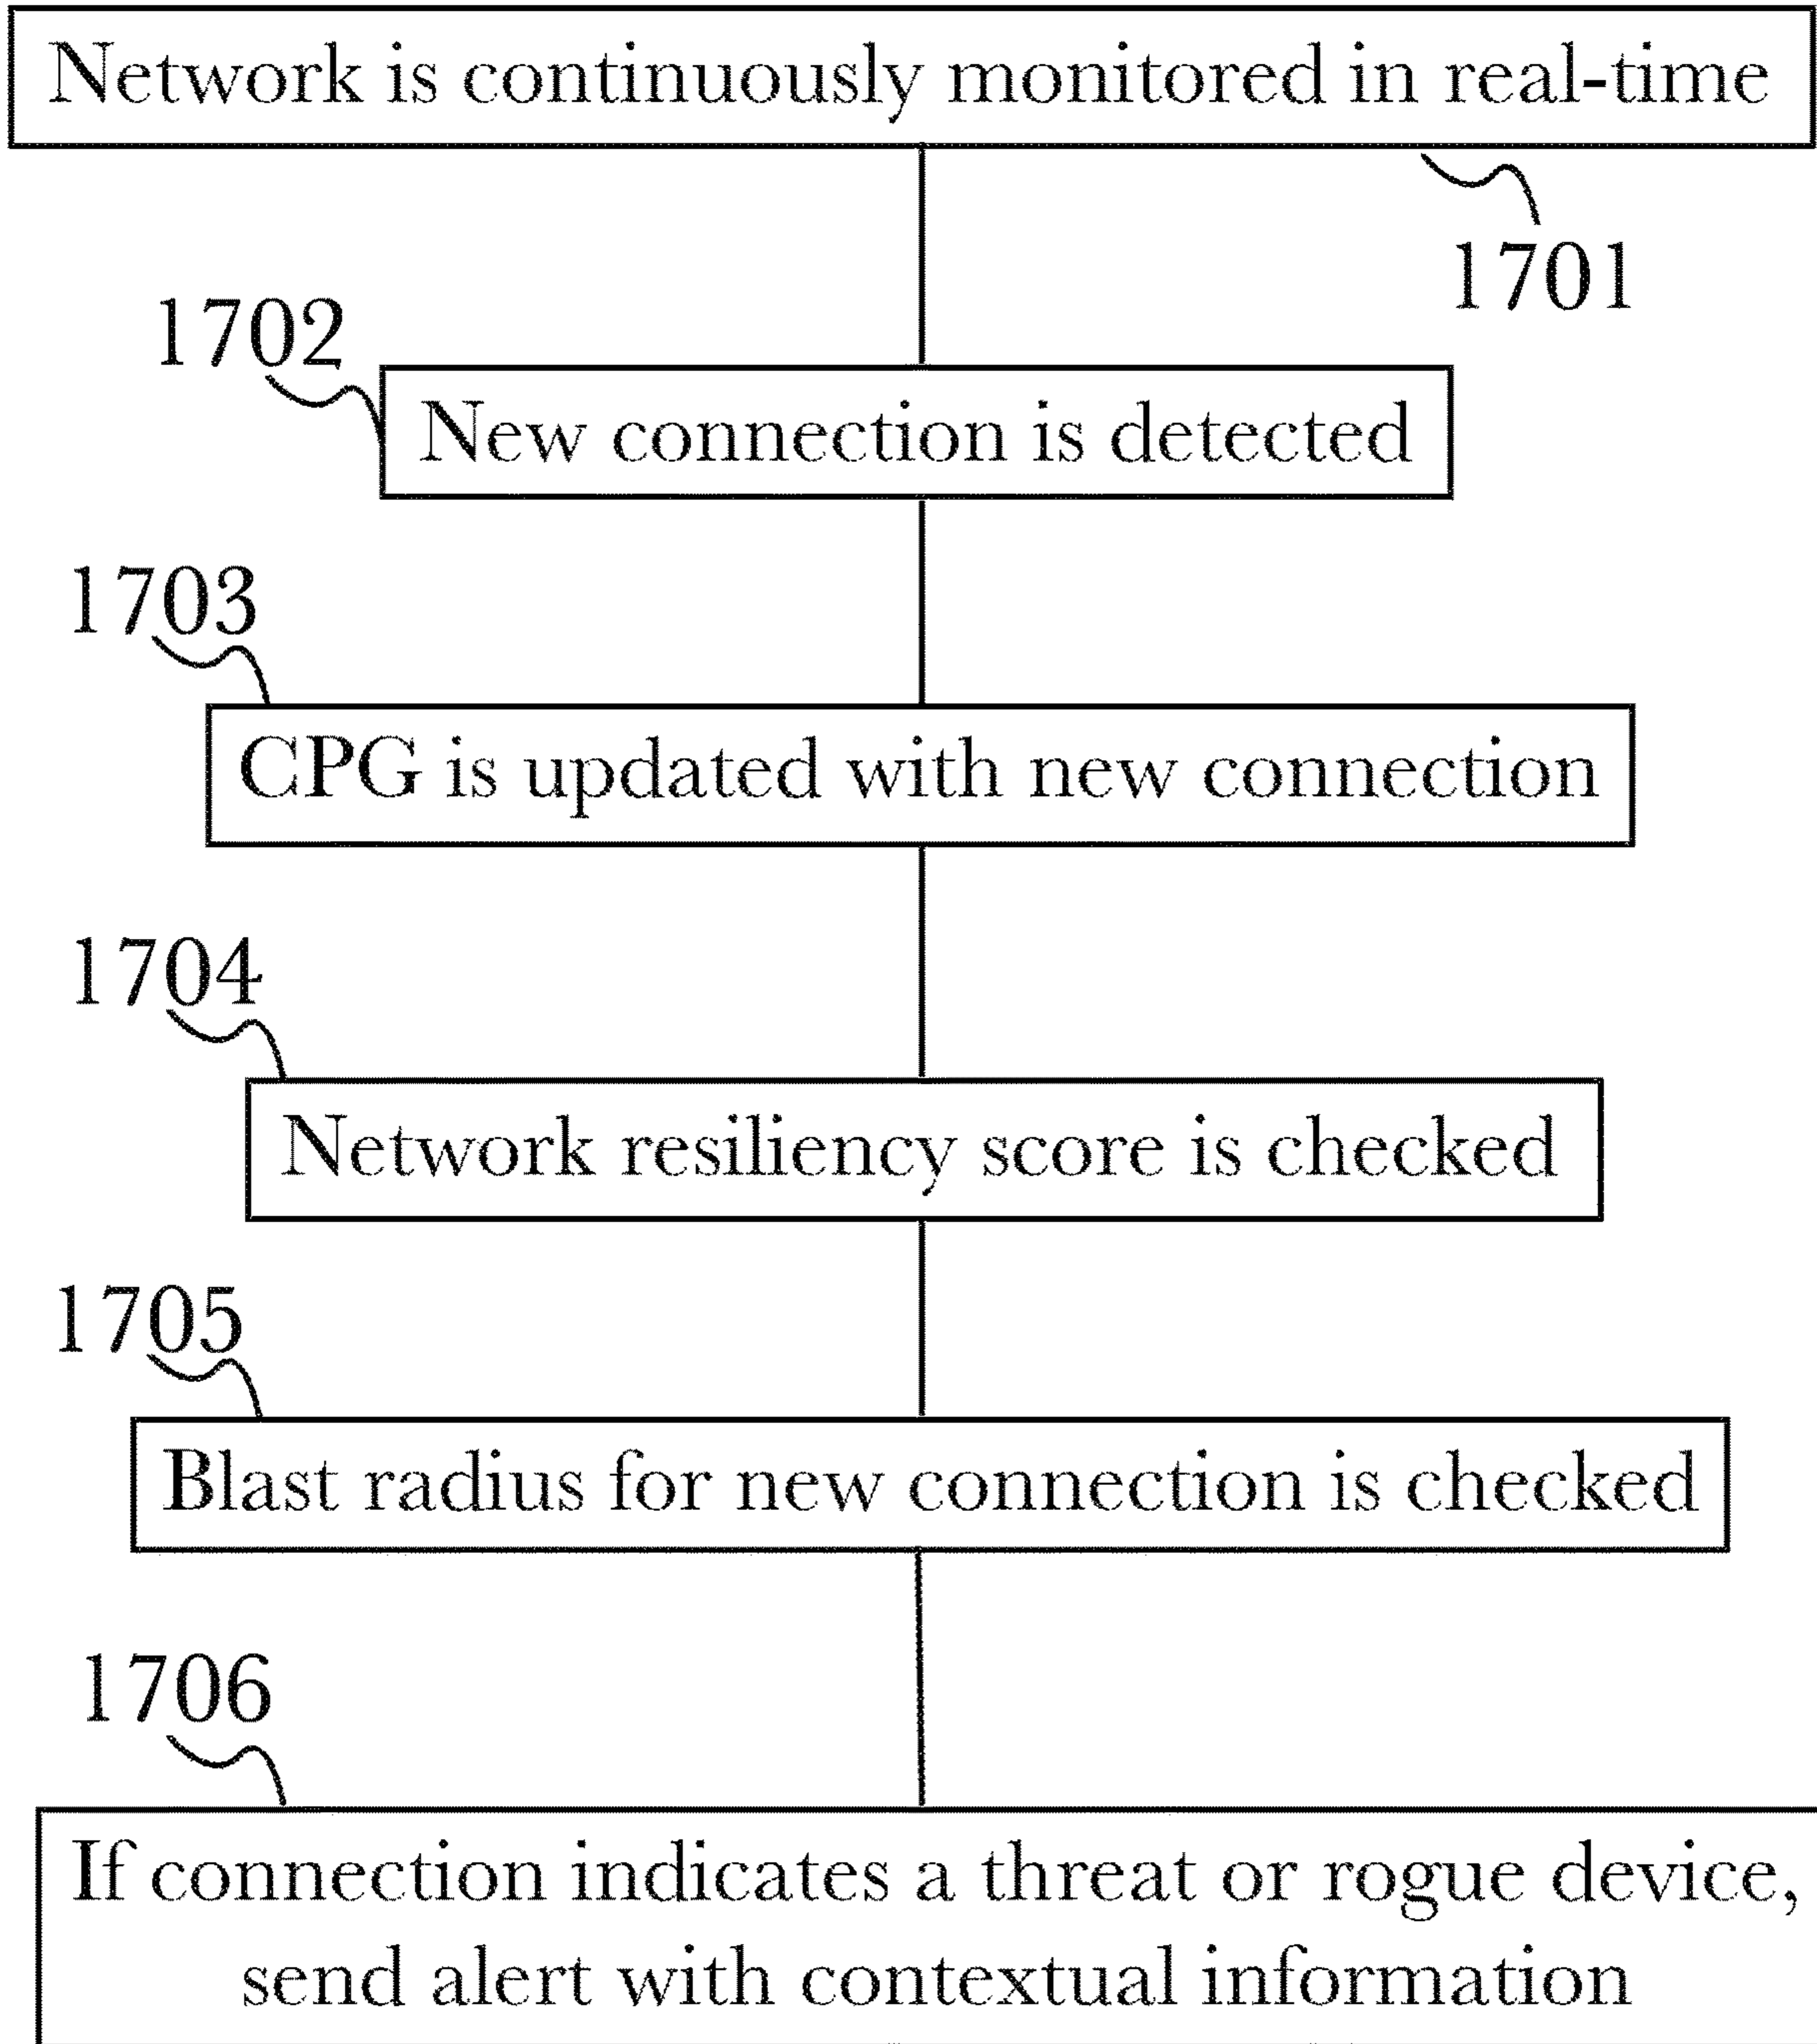 Network is continuously monitored in real-time
1701
1702
New connection is detected
1703
CPG is updated with new connection
1704
Network resiliency score is checked
1705
Blast radius for new connection is checked
1706
If connection indicates a threat or rogue device,
send alert with contextual information